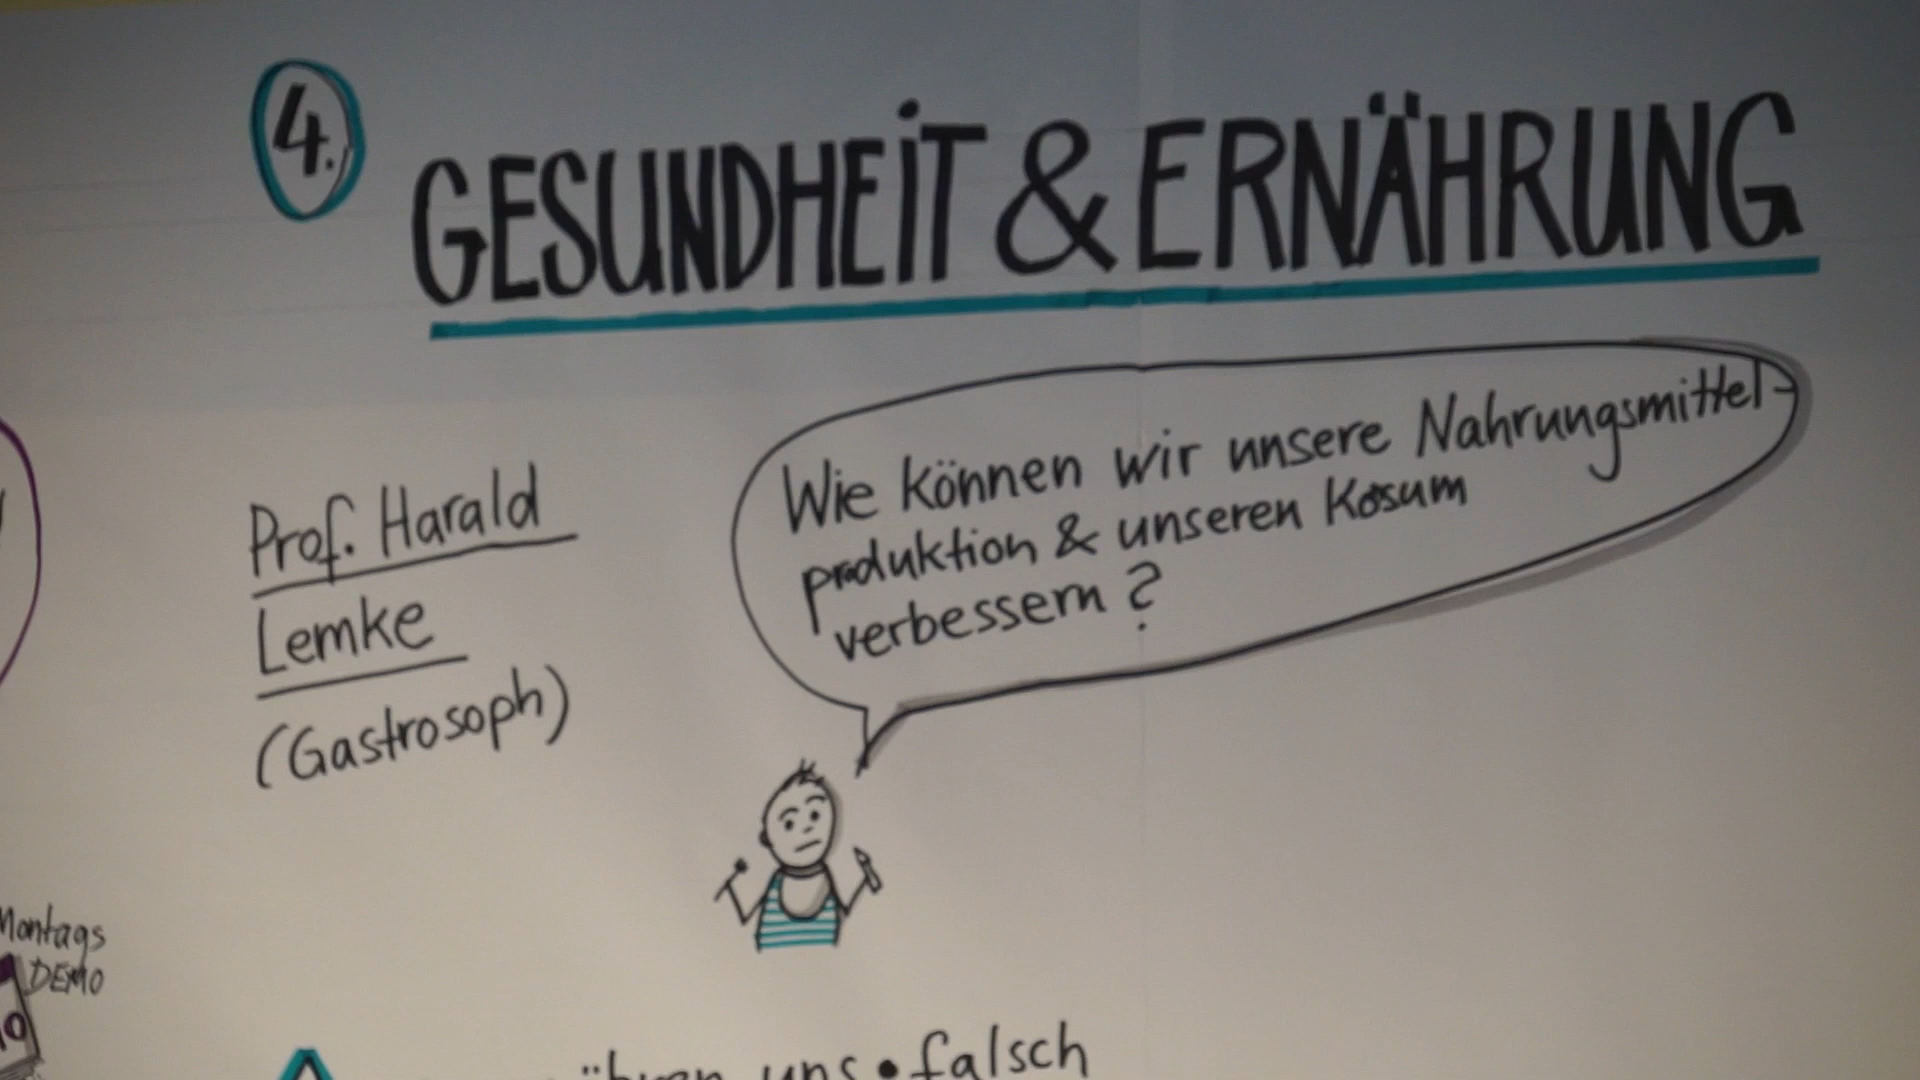 4.
GESUNDHEIT & ERNÄHRUNG
Prof. Harald
Lemke
(Gastrosoph)
Wie können wir unsere Nahrungsmittel-
produktion & unseren Kosum
verbessern?
Montags
DEMO
uns • falsch